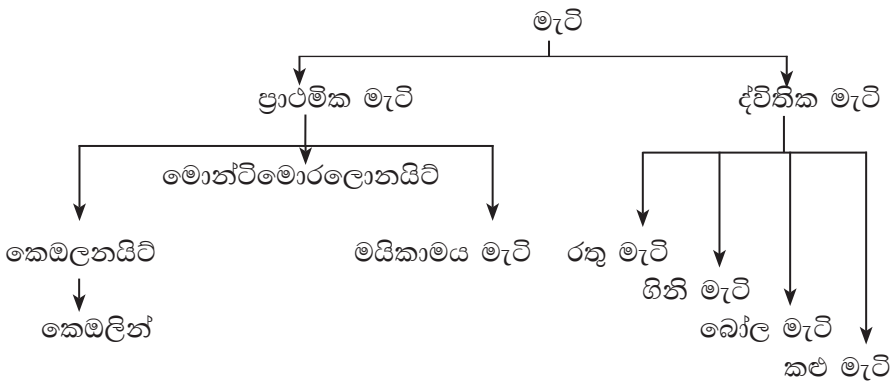 මැටි
ප්‍රාථමික මැටි
ද්විතික මැටි
මොන්ටිමොරලොනයිට්
කෙඔලනයිට්
මයිකාමය මැටි
රතු මැටි
ගිනි මැටි
කෙඔලින්
බෝල මැටි
කළු මැටි